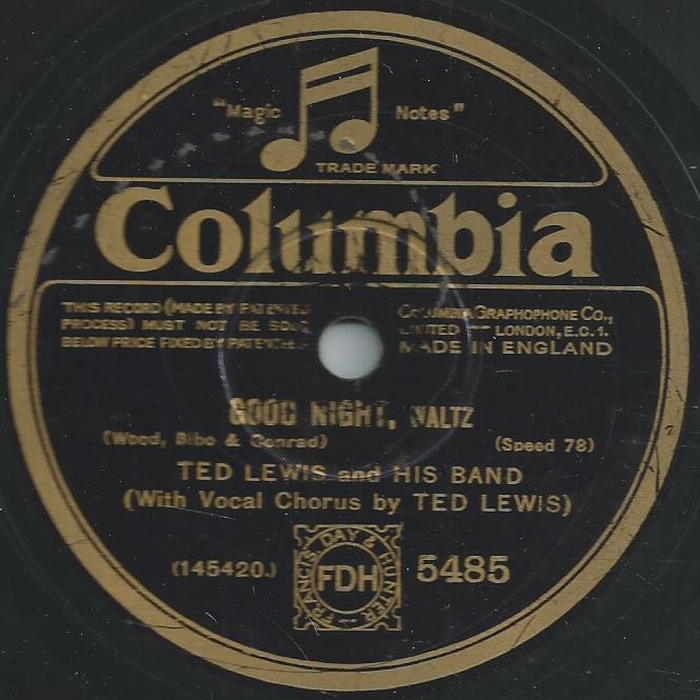 "Magic Notes"
TRADE MARK
Columbia
THIS RECORD (MADE BY PATENTED
PROCESS) MUST NOT BE SOLD
BELOW PRICE FIXED BY PATENTEES
COLUMBIA GRAPHOPHONE CO.,
LIMITED LONDON, E.C.1.
MADE IN ENGLAND
GOOD NIGHT, WALTZ
(Wood, Bibo & Conrad)
(Speed 78)
TED LEWIS and HIS BAND
(With Vocal Chorus by TED LEWIS)
(145420.)
FRANCIS, DAY & HUNTER
FDH
5485